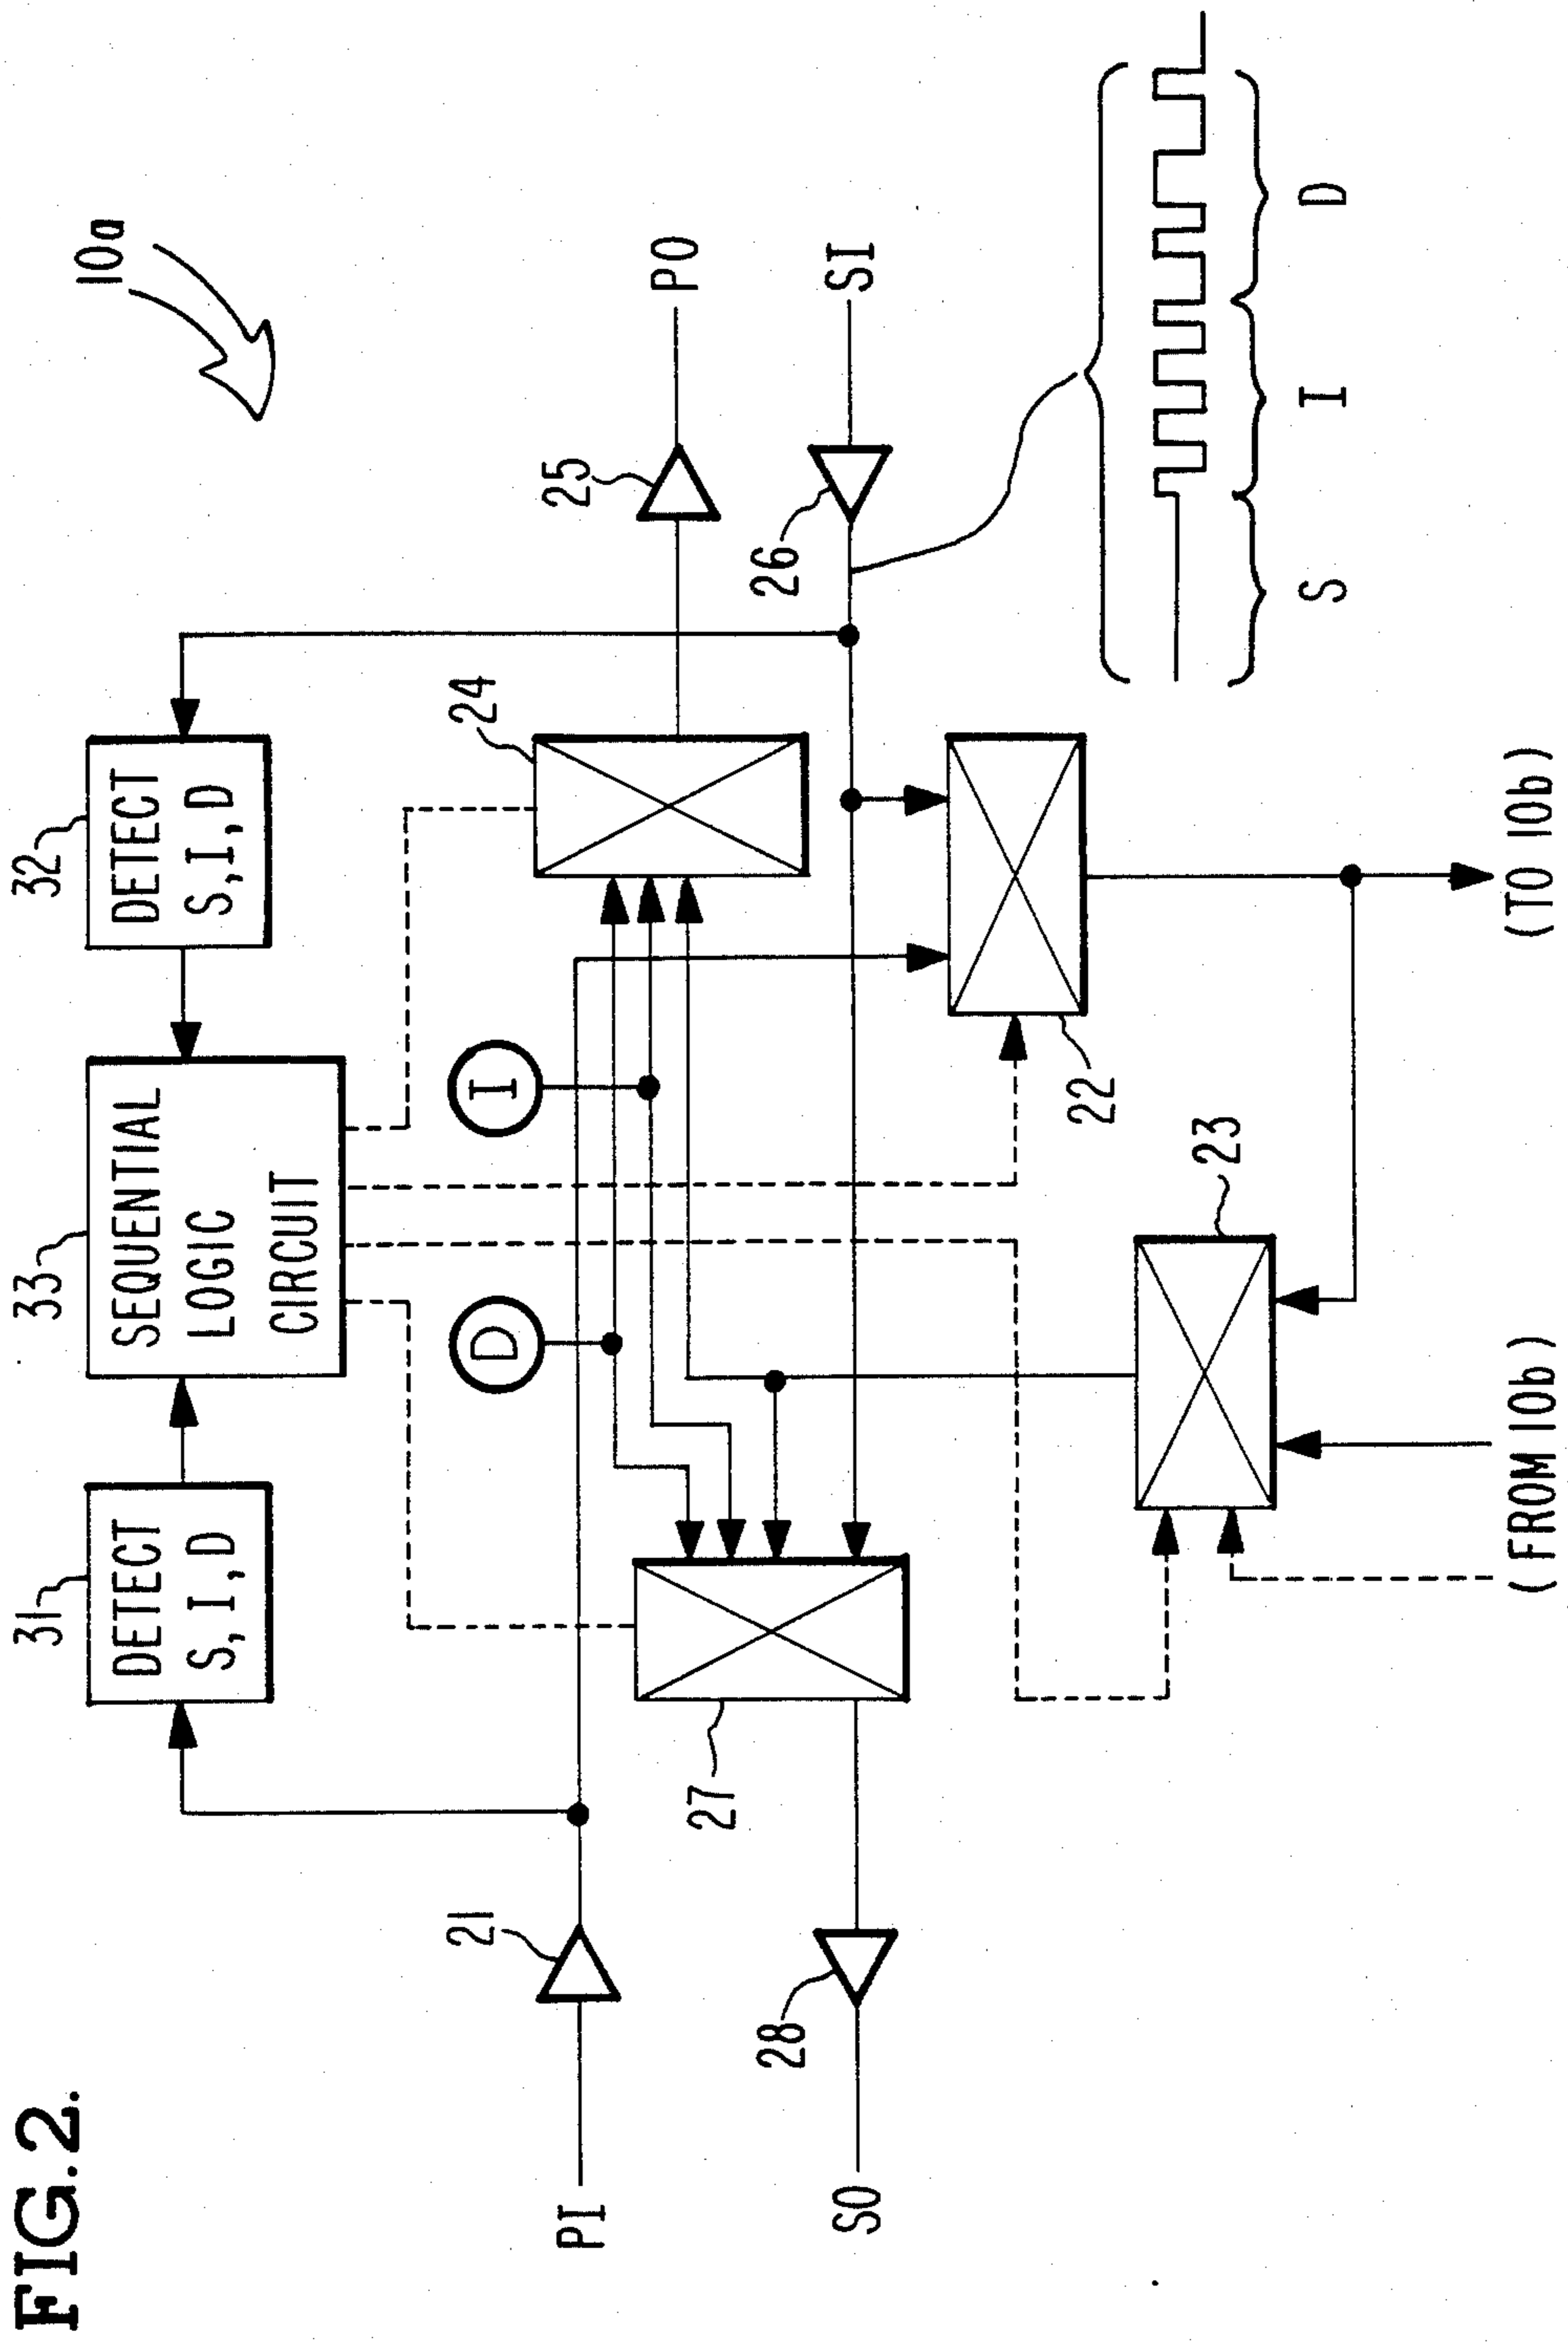 FIG.2.
10a
31
DETECT
S,I,D
33
SEQUENTIAL
LOGIC
CIRCUIT
32
DETECT
S,I,D
D
I
24
25
PO
PI
21
27
26
SI
SO
28
22
23
S
I
D
(FROM 10b)
(TO 10b)